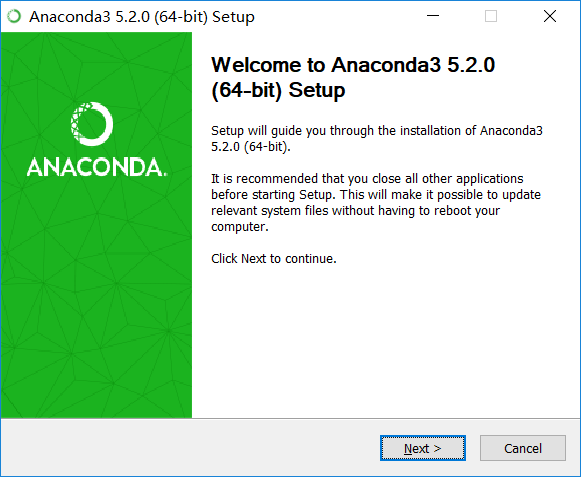 Anaconda3 5.2.0 (64-bit) Setup
Welcome to Anaconda3 5.2.0
(64-bit) Setup
ANACONDA.
Setup will guide you through the installation of Anaconda3
5.2.0 (64-bit).
It is recommended that you close all other applications
before starting Setup. This will make it possible to update
relevant system files without having to reboot your
computer.
Click Next to continue.
Next >
Cancel